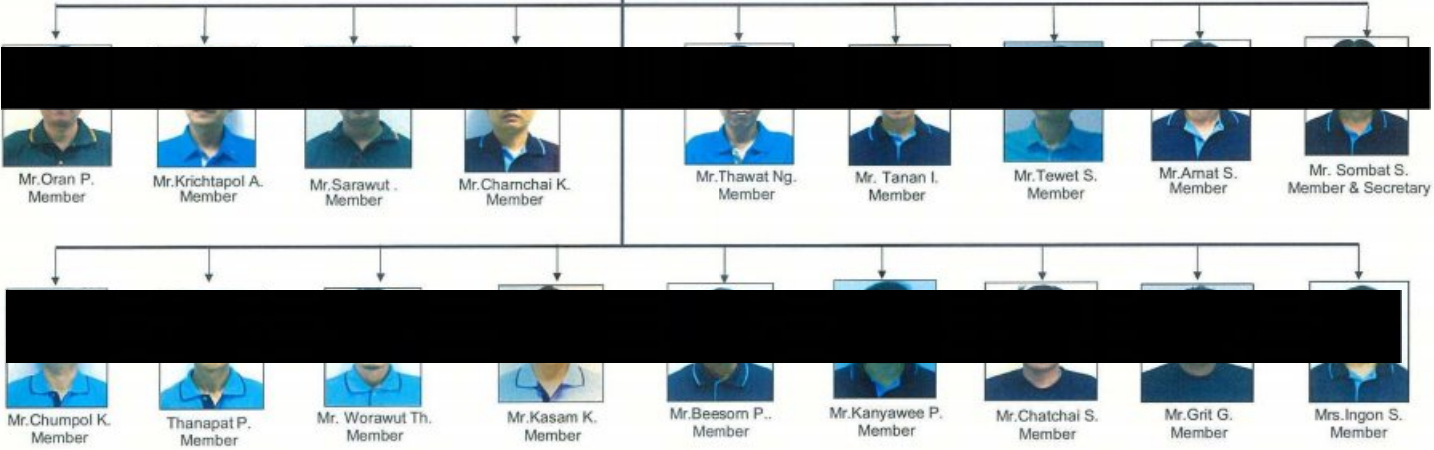 Mr.Oran P.
Member
Mr.Krichtapol A.
Member
Mr.Sarawut .
Member
Mr.Charnchai K.
Member
Mr.Thawat Ng.
Member
Mr. Tanan I.
Member
Mr.Tewet S.
Member
Mr.Amat S.
Member
Mr. Sombat S.
Member & Secretary
Mr.Chumpol K.
Member
Thanapat P.
Member
Mr. Worawut Th.
Member
Mr.Kasam K.
Member
Mr.Beesorn P..
Member
Mr.Kanyawee P.
Member
Mr.Chatchai S.
Member
Mr.Grit G.
Member
Mrs.Ingon S.
Member